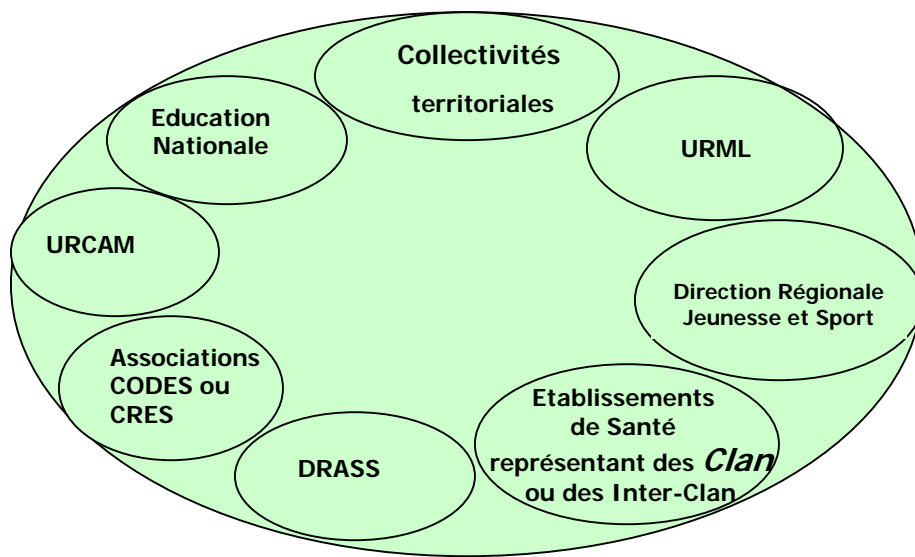 Collectivités
territoriales
Education
Nationale
URML
URCAM
Direction Régionale
Jeunesse et Sport
Associations
CODES ou
CRES
Etablissements
de Santé
représentant des Clan
ou des Inter-Clan
DRASS